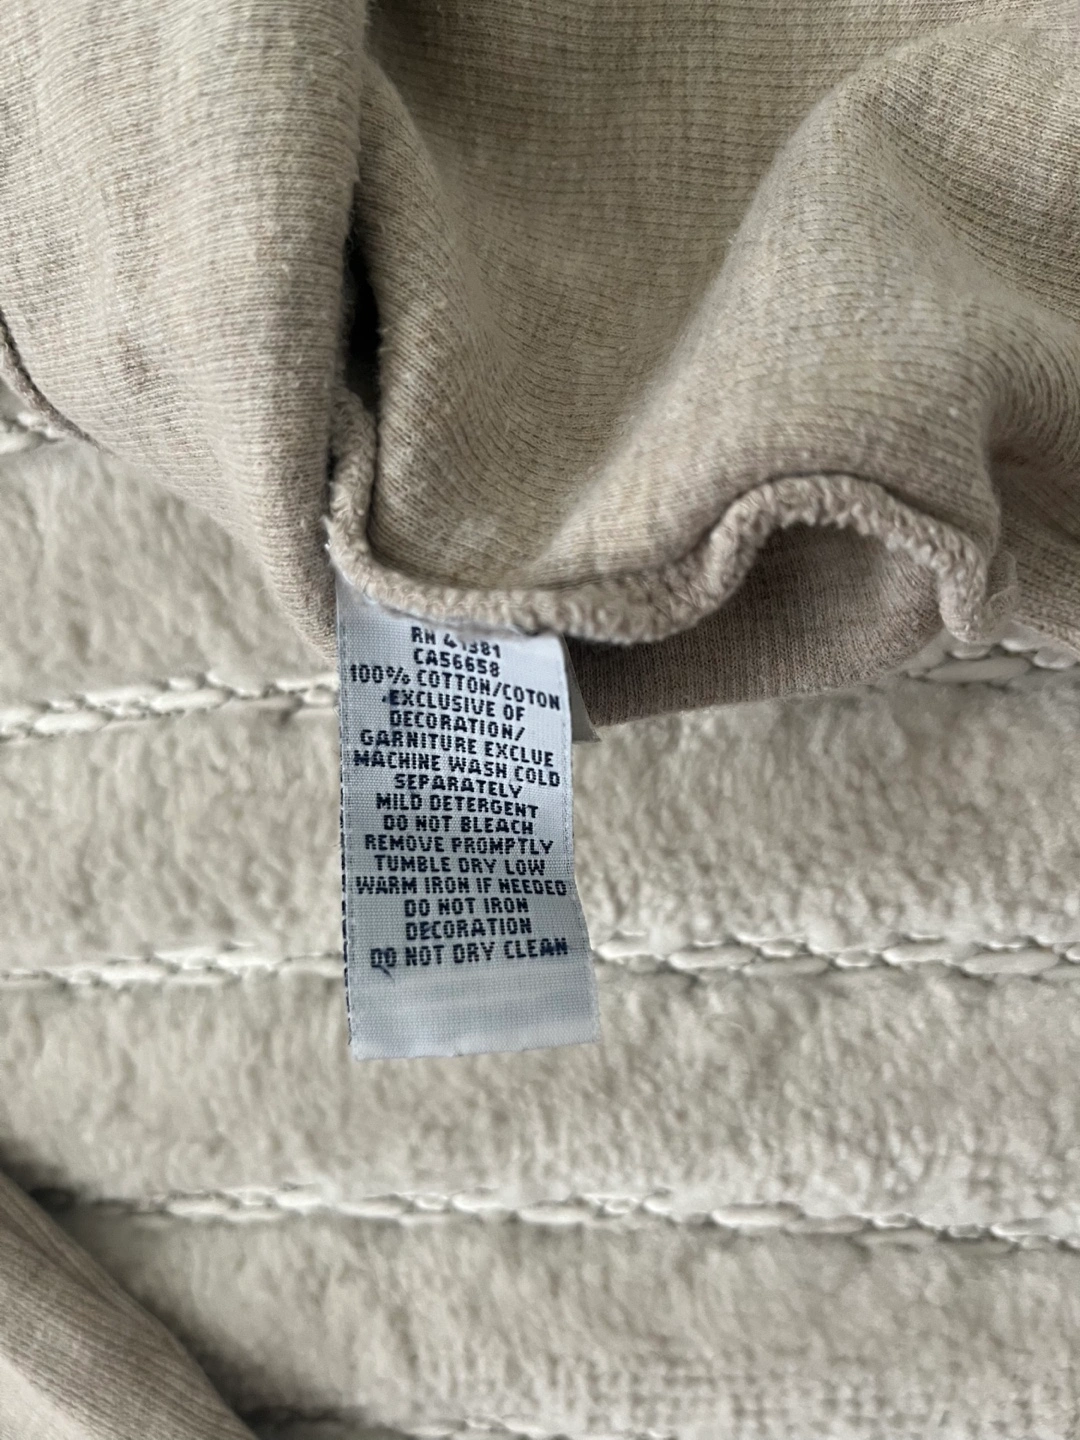 RN 41381
CA56658
100% COTTON/COTON
EXCLUSIVE OF
DECORATION/
GARNITURE EXCLUE
MACHINE WASH COLD
SEPARATELY
MILD DETERGENT
DO NOT BLEACH
REMOVE PROMPTLY
TUMBLE DRY LOW
WARM IRON IF NEEDED
DO NOT IRON
DECORATION
DO NOT DRY CLEAN